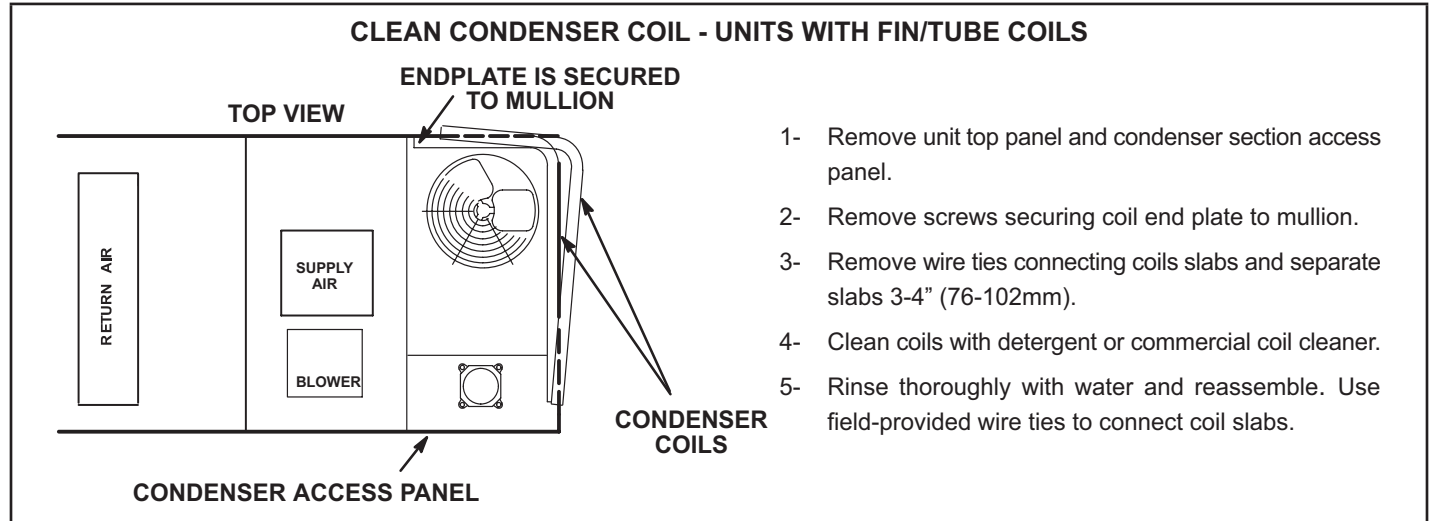 CLEAN CONDENSER COIL - UNITS WITH FIN/TUBE COILS
ENDPLATE IS SECURED
TO MULLION
TOP VIEW
RETURN AIR
SUPPLY
AIR
BLOWER
CONDENSER
COILS
CONDENSER ACCESS PANEL
1- Remove unit top panel and condenser section access
panel.
2- Remove screws securing coil end plate to mullion.
3- Remove wire ties connecting coils slabs and separate
slabs 3-4” (76-102mm).
4- Clean coils with detergent or commercial coil cleaner.
5- Rinse thoroughly with water and reassemble. Use
field-provided wire ties to connect coil slabs.